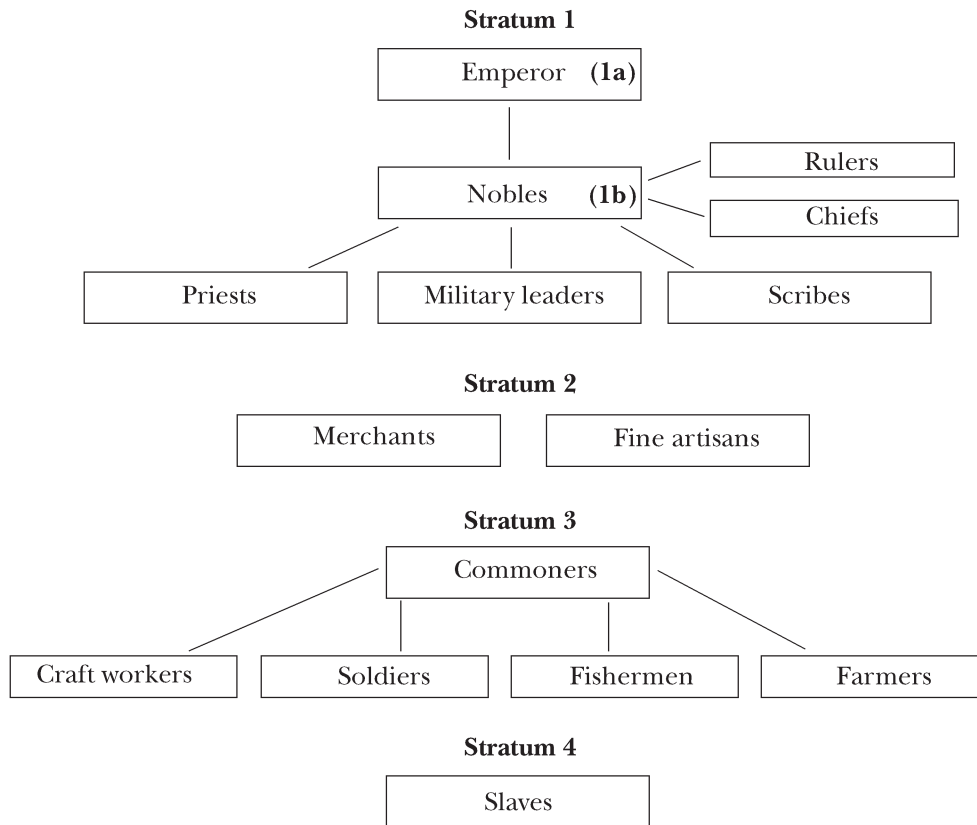 Stratum 1
Emperor (1a)
Rulers
Nobles (1b)
Chiefs
Priests Military leaders Scribes
Stratum 2
Merchants Fine artisans
Stratum 3
Commoners
Craft workers Soldiers Fishermen Farmers
Stratum 4
Slaves